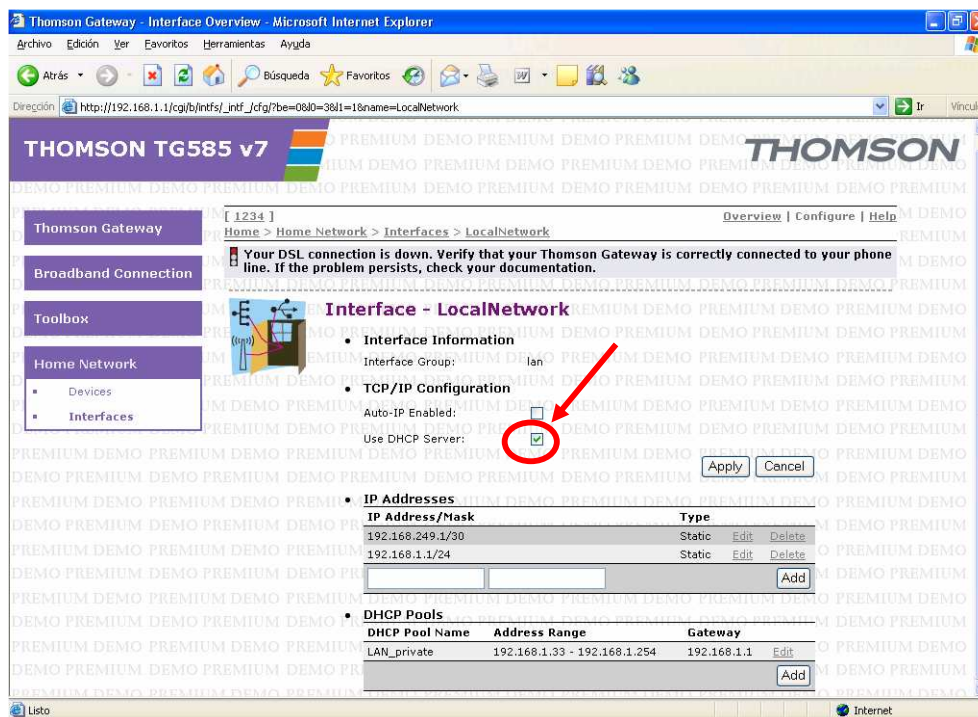 Thomson Gateway - Interface Overview - Microsoft Internet Explorer
Archivo Edición Ver Favoritos Herramientas Ayuda
Atrás Búsqueda Favoritos
Dirección http://192.168.1.1/cgi/b/intfs/_intf_/cfg/?be=0&l0=3&l1=1&name=LocalNetwork Ir
THOMSON TG585 v7
THOMSON
[ 1234 ] Overview | Configure | Help
Home > Home Network > Interfaces > LocalNetwork
Your DSL connection is down. Verify that your Thomson Gateway is correctly connected to your phone
line. If the problem persists, check your documentation.
Thomson Gateway
Broadband Connection
Toolbox
Home Network
Devices
Interfaces
Interface - LocalNetwork
Interface Information
Interface Group: lan
TCP/IP Configuration
Auto-IP Enabled:
Use DHCP Server:
Apply Cancel
IP Addresses
IP Address/Mask Type
192.168.249.1/30 Static Edit Delete
192.168.1.1/24 Static Edit Delete
Add
DHCP Pools
DHCP Pool Name Address Range Gateway
LAN_private 192.168.1.33 - 192.168.1.254 192.168.1.1 Edit
Add
PREMIUM DEMO PREMIUM DEMO PREMIUM
Listo Internet